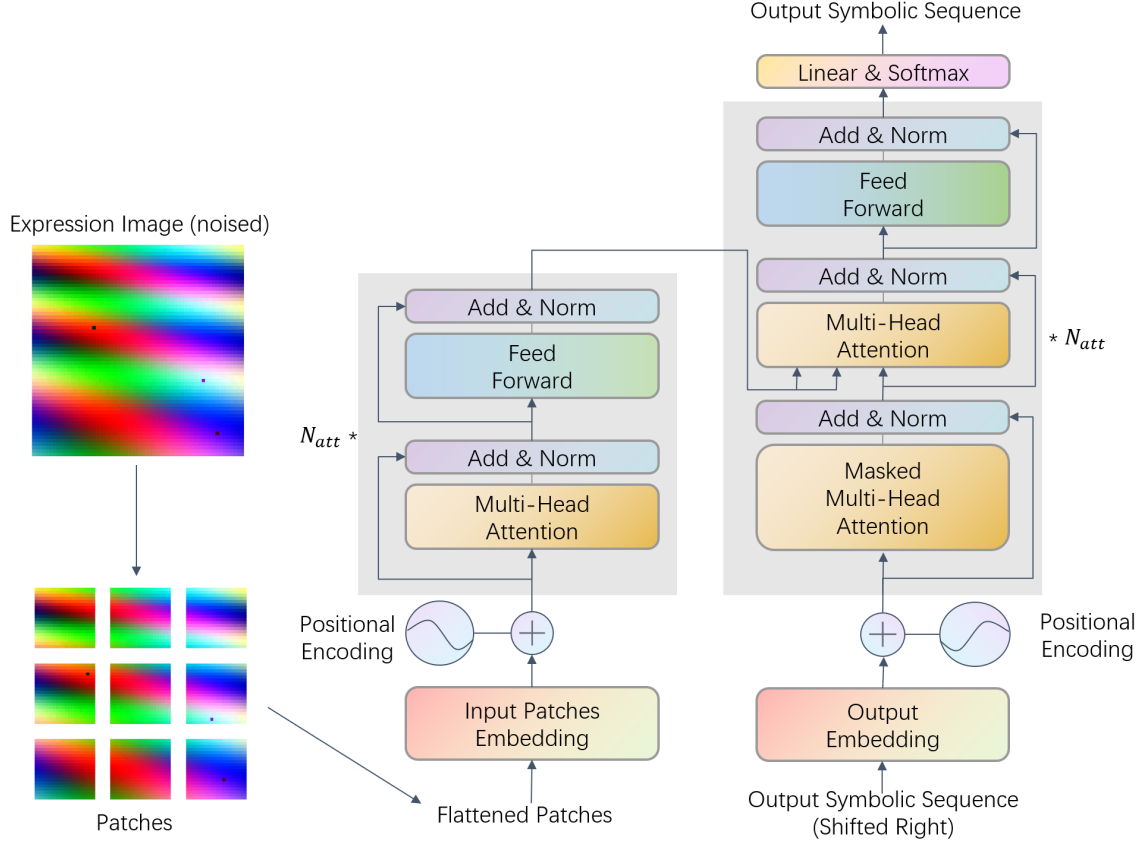 Expression Image (noised)
Patches
Flattened Patches
Input Patches
Embedding
Positional
Encoding
Multi-Head
Attention
Add & Norm
Feed
Forward
Add & Norm
N_att *
Output Symbolic Sequence
(Shifted Right)
Output
Embedding
Positional
Encoding
Masked
Multi-Head
Attention
Add & Norm
Multi-Head
Attention
Add & Norm
Feed
Forward
Add & Norm
* N_att
Linear & Softmax
Output Symbolic Sequence